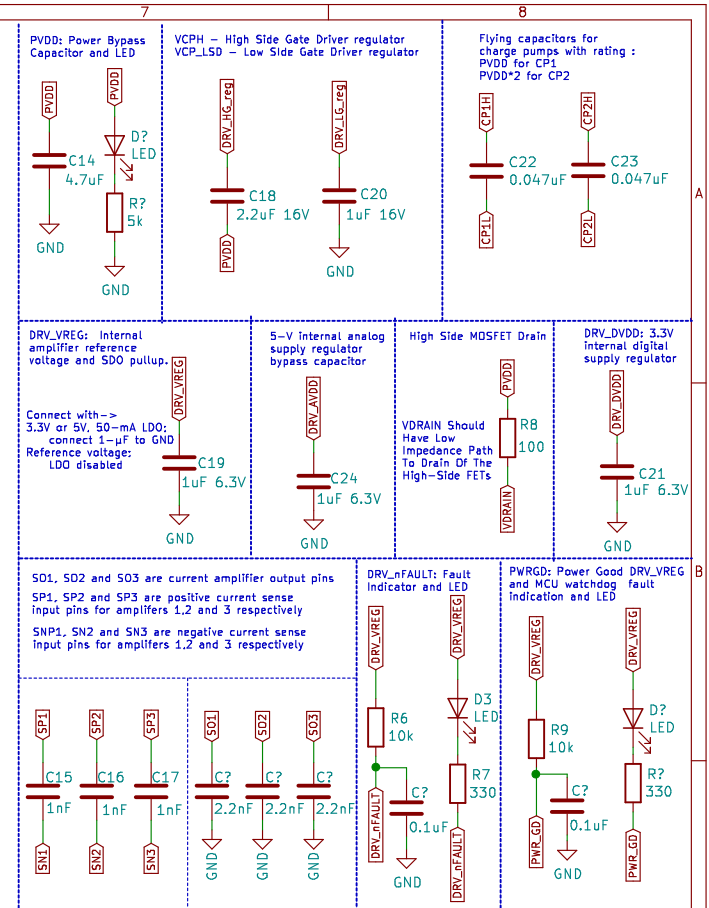 7
8
PVDD: Power Bypass
Capacitor and LED
PVDD
PVDD
C14
4.7uF
D?
LED
R?
5k
GND
GND
VCPH – High Side Gate Driver regulator
VCP_LSD – Low SIde Gate Driver regulator
DRV_HG_reg
DRV_LG_reg
C18
2.2uF 16V
C20
1uF 16V
PVDD
GND
Flying capacitors for
charge pumps with rating :
PVDD for CP1
PVDD*2 for CP2
CP1H
CP2H
C22
0.047uF
C23
0.047uF
CP1L
CP2L
A
DRV_VREG: Internal
amplifier reference
voltage and SDO pullup.
DRV_VREG
Connect with->
3.3V or 5V, 50-mA LDO;
connect 1-µF to GND
Reference voltage;
LDO disabled
C19
1uF 6.3V
GND
5-V internal analog
supply regulator
bypass capacitor
DRV_AVDD
C24
1uF 6.3V
GND
High Side MOSFET Drain
PVDD
R8
100
VDRAIN Should
Have Low
Impedance Path
To Drain Of The
High-Side FETs
VDRAIN
DRV_DVDD: 3.3V
internal digital
supply regulator
DRV_DVDD
C21
1uF 6.3V
GND
B
SO1, SO2 and SO3 are current amplifier output pins
SP1, SP2 and SP3 are positive current sense
input pins for amplifers 1,2 and 3 respectively
SNP1, SN2 and SN3 are negative current sense
input pins for amplifers 1,2 and 3 respectively
SP1
SP2
SP3
C15
1nF
C16
1nF
C17
1nF
SN1
SN2
SN3
SO1
SO2
SO3
C?
2.2nF
C?
2.2nF
C?
2.2nF
GND
GND
GND
DRV_nFAULT: Fault
Indicator and LED
DRV_VREG
DRV_VREG
R6
10k
D3
LED
R7
330
C?
0.1uF
DRV_nFAULT
GND
DRV_nFAULT
PWRGD: Power Good DRV_VREG
and MCU watchdog fault
indication and LED
DRV_VREG
DRV_VREG
R9
10k
D?
LED
R?
330
C?
0.1uF
PWR_GD
GND
PWR_GD